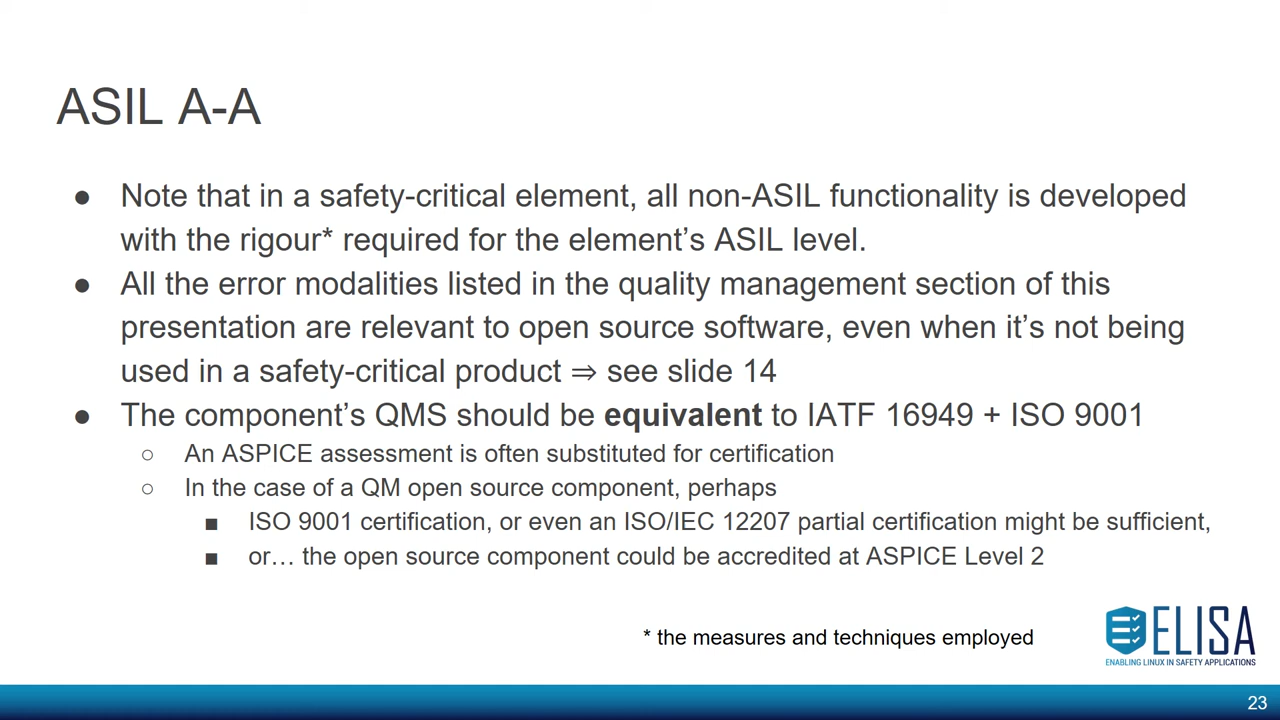 ASIL A-A
● Note that in a safety-critical element, all non-ASIL functionality is developed
with the rigour* required for the element's ASIL level.
● All the error modalities listed in the quality management section of this
presentation are relevant to open source software, even when it's not being
used in a safety-critical product ⇒ see slide 14
● The component's QMS should be equivalent to IATF 16949 + ISO 9001
○ An ASPICE assessment is often substituted for certification
○ In the case of a QM open source component, perhaps
■ ISO 9001 certification, or even an ISO/IEC 12207 partial certification might be sufficient,
■ or… the open source component could be accredited at ASPICE Level 2
* the measures and techniques employed
ELISA
ENABLING LINUX IN SAFETY APPLICATIONS
23